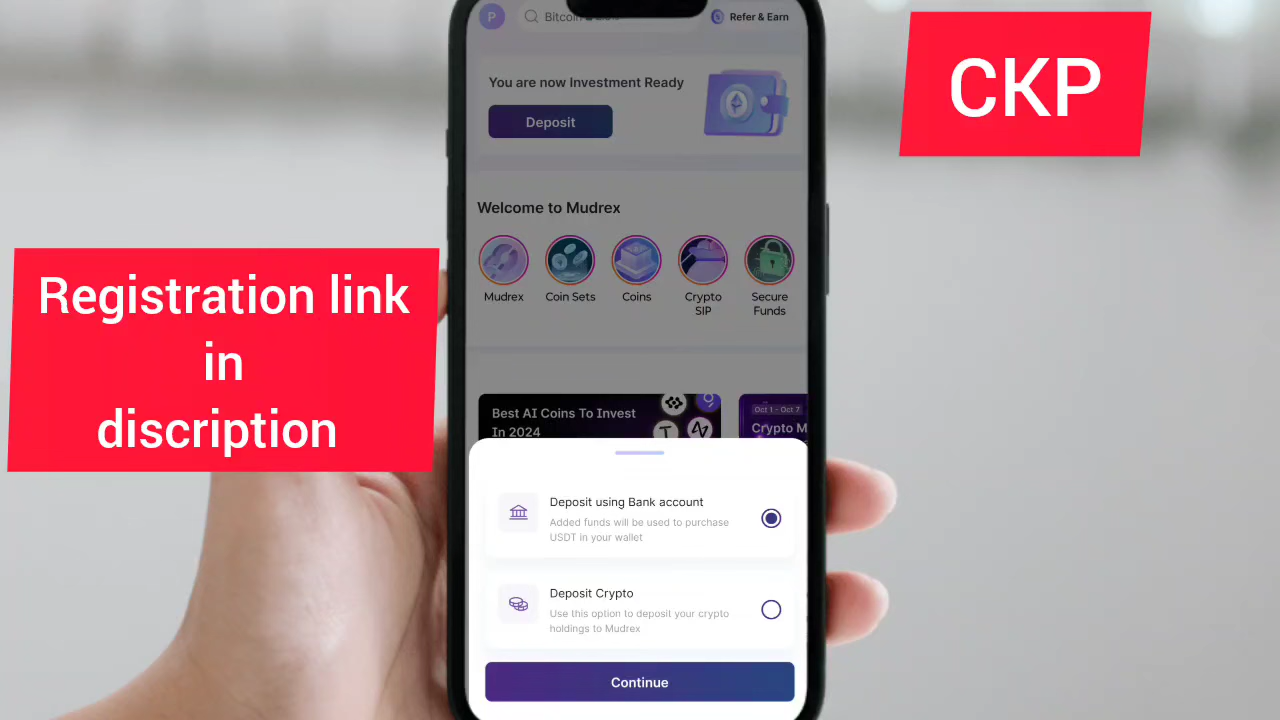 P
Bitcoin
Refer & Earn
CKP
You are now Investment Ready
Deposit
Welcome to Mudrex
Mudrex
Coin Sets
Coins
Crypto
SIP
Secure
Funds
Registration link
in
discription
Best AI Coins To Invest
In 2024
Oct 1 - Oct 7
Crypto M
Deposit using Bank account
Added funds will be used to purchase
USDT in your wallet
Deposit Crypto
Use this option to deposit your crypto
holdings to Mudrex
Continue